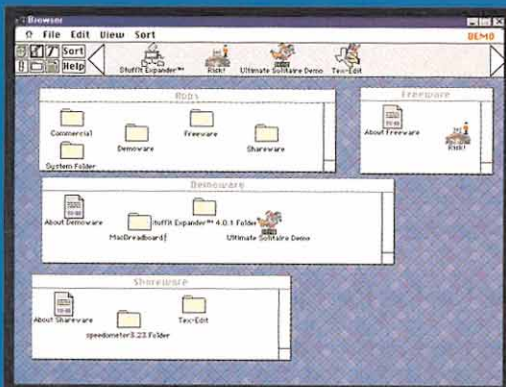 Browser
File Edit View Sort
DEMO
Sort
Help
StuffIt Expander™
Risk!
Ultimate Solitaire Demo
Tex-Edit
Apps
Commercial
Demoware
Freeware
Shareware
System Folder
Freeware
About Freeware
Risk!
Demoware
About Demoware
MacBreadboard
StuffIt Expander™ 4.0.1 Folder
Ultimate Solitaire Demo
Shareware
About Shareware
speedometer3.23.Folder
Tex-Edit